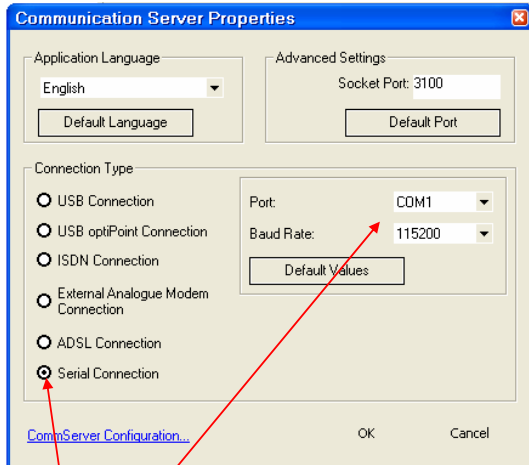 Communication Server Properties
Application Language
English
Default Language
Advanced Settings
Socket Port: 3100
Default Port
Connection Type
USB Connection
USB optiPoint Connection
ISDN Connection
External Analogue Modem
Connection
ADSL Connection
Serial Connection
Port: COM1
Baud Rate: 115200
Default Values
CommServer Configuration...
OK
Cancel